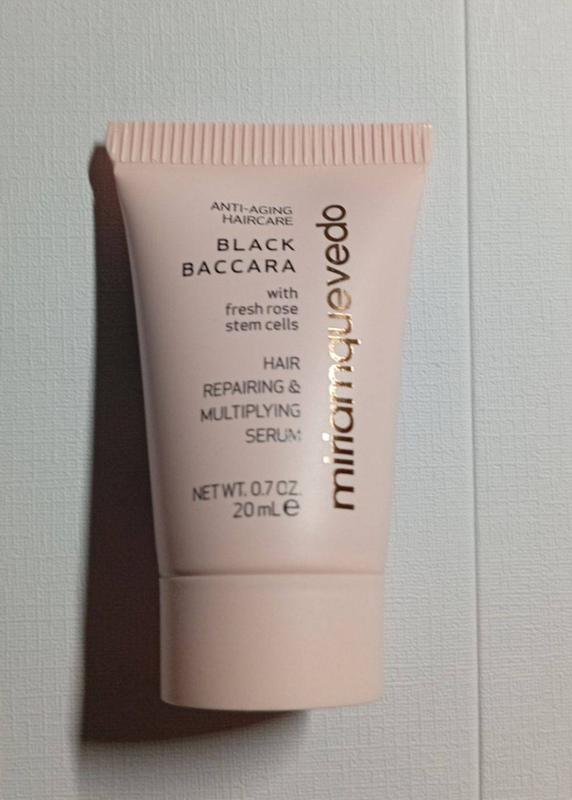 ANTI-AGING
HAIRCARE
BLACK
BACCARA
with
fresh rose
stem cells
HAIR
REPAIRING &
MULTIPLYING
SERUM
NET WT. 0.7 OZ.
20 mL ℮
miriamquevedo